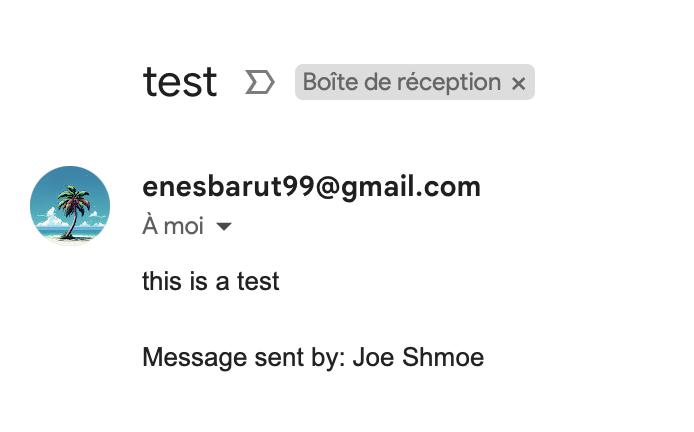 test Boîte de réception ×
enesbarut99@gmail.com
À moi
this is a test
Message sent by: Joe Shmoe